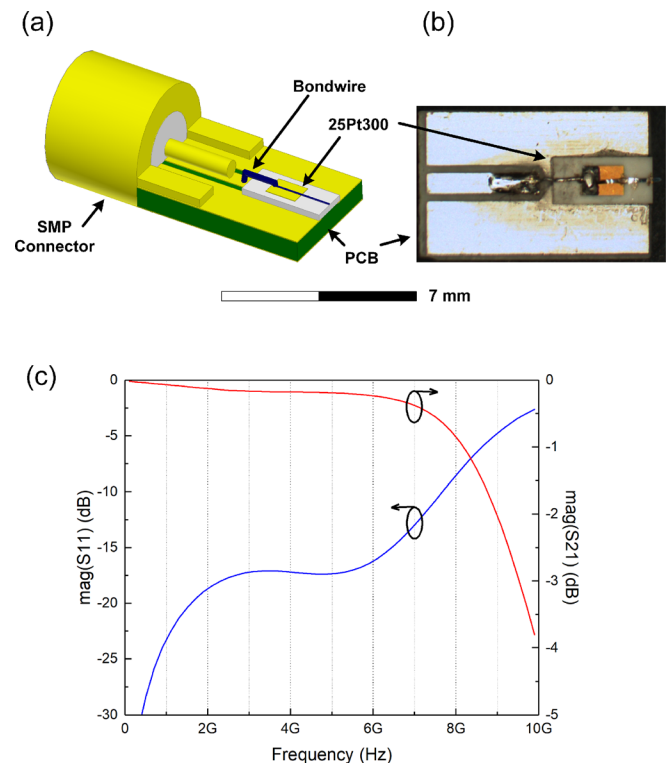 (a)
(b)
Bondwire
25Pt300
SMP
Connector
PCB
7 mm
(c)
mag(S11) (dB)
0
-5
-10
-15
-20
-25
-30
0
-1
-2
-3
-4
-5
mag(S21) (dB)
0
2G
4G
6G
8G
10G
Frequency (Hz)